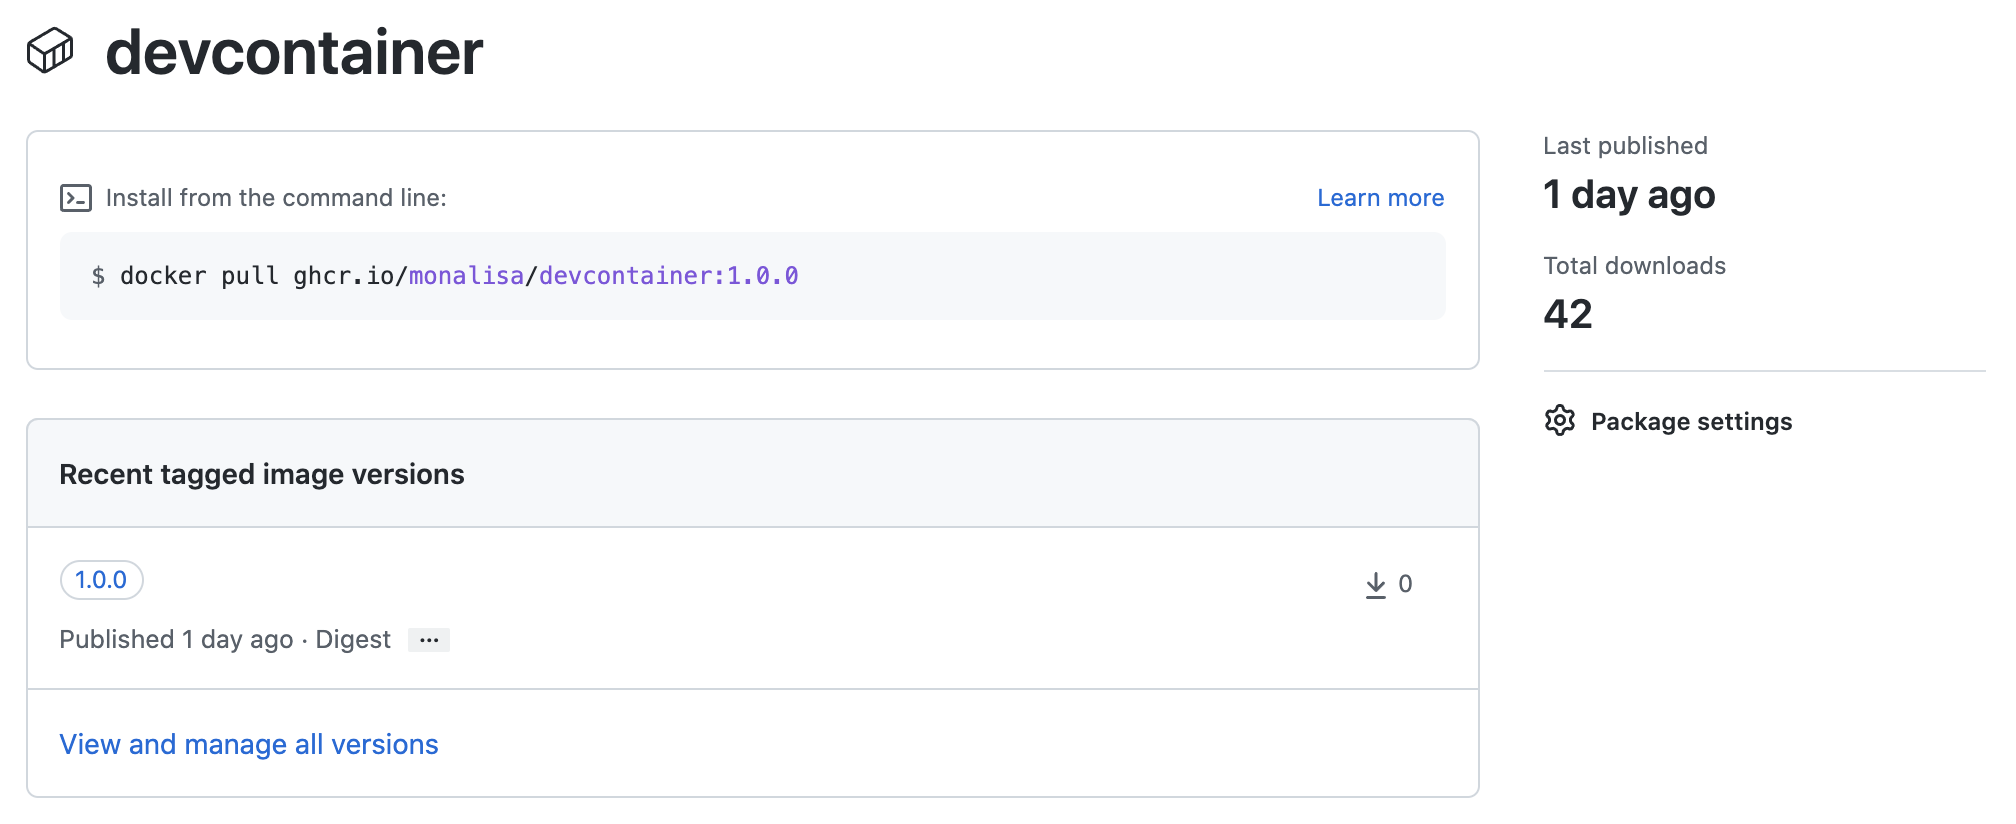 devcontainer
Install from the command line:
Learn more
$ docker pull ghcr.io/monalisa/devcontainer:1.0.0
Recent tagged image versions
1.0.0
0
Published 1 day ago · Digest ···
View and manage all versions
Last published
1 day ago
Total downloads
42
Package settings